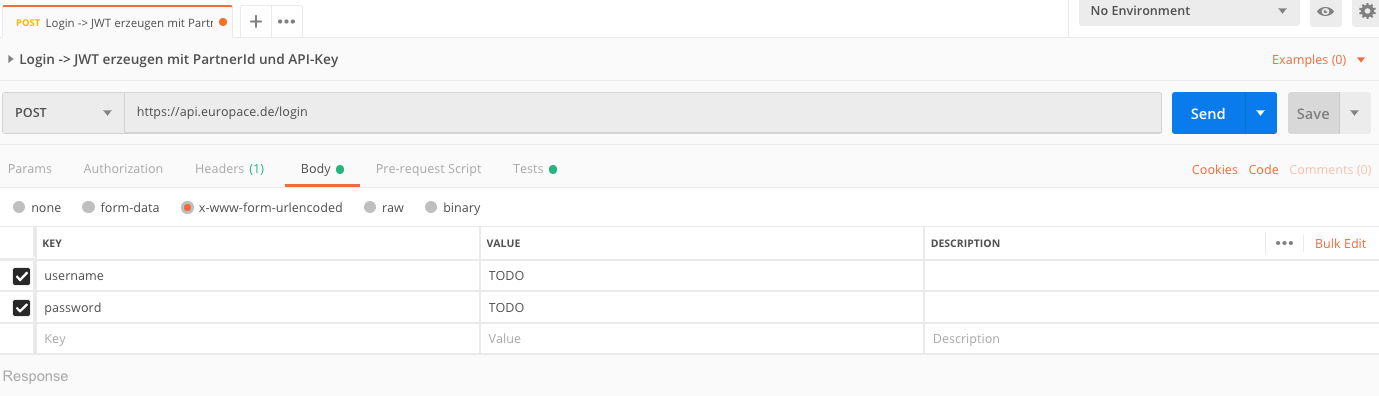 POST Login -> JWT erzeugen mit Partr
No Environment
Login -> JWT erzeugen mit PartnerId und API-Key
Examples (0)
POST https://api.europace.de/login Send Save
Params Authorization Headers (1) Body Pre-request Script Tests Cookies Code Comments (0)
none form-data x-www-form-urlencoded raw binary
KEY VALUE DESCRIPTION Bulk Edit
username TODO
password TODO
Key Value Description
Response